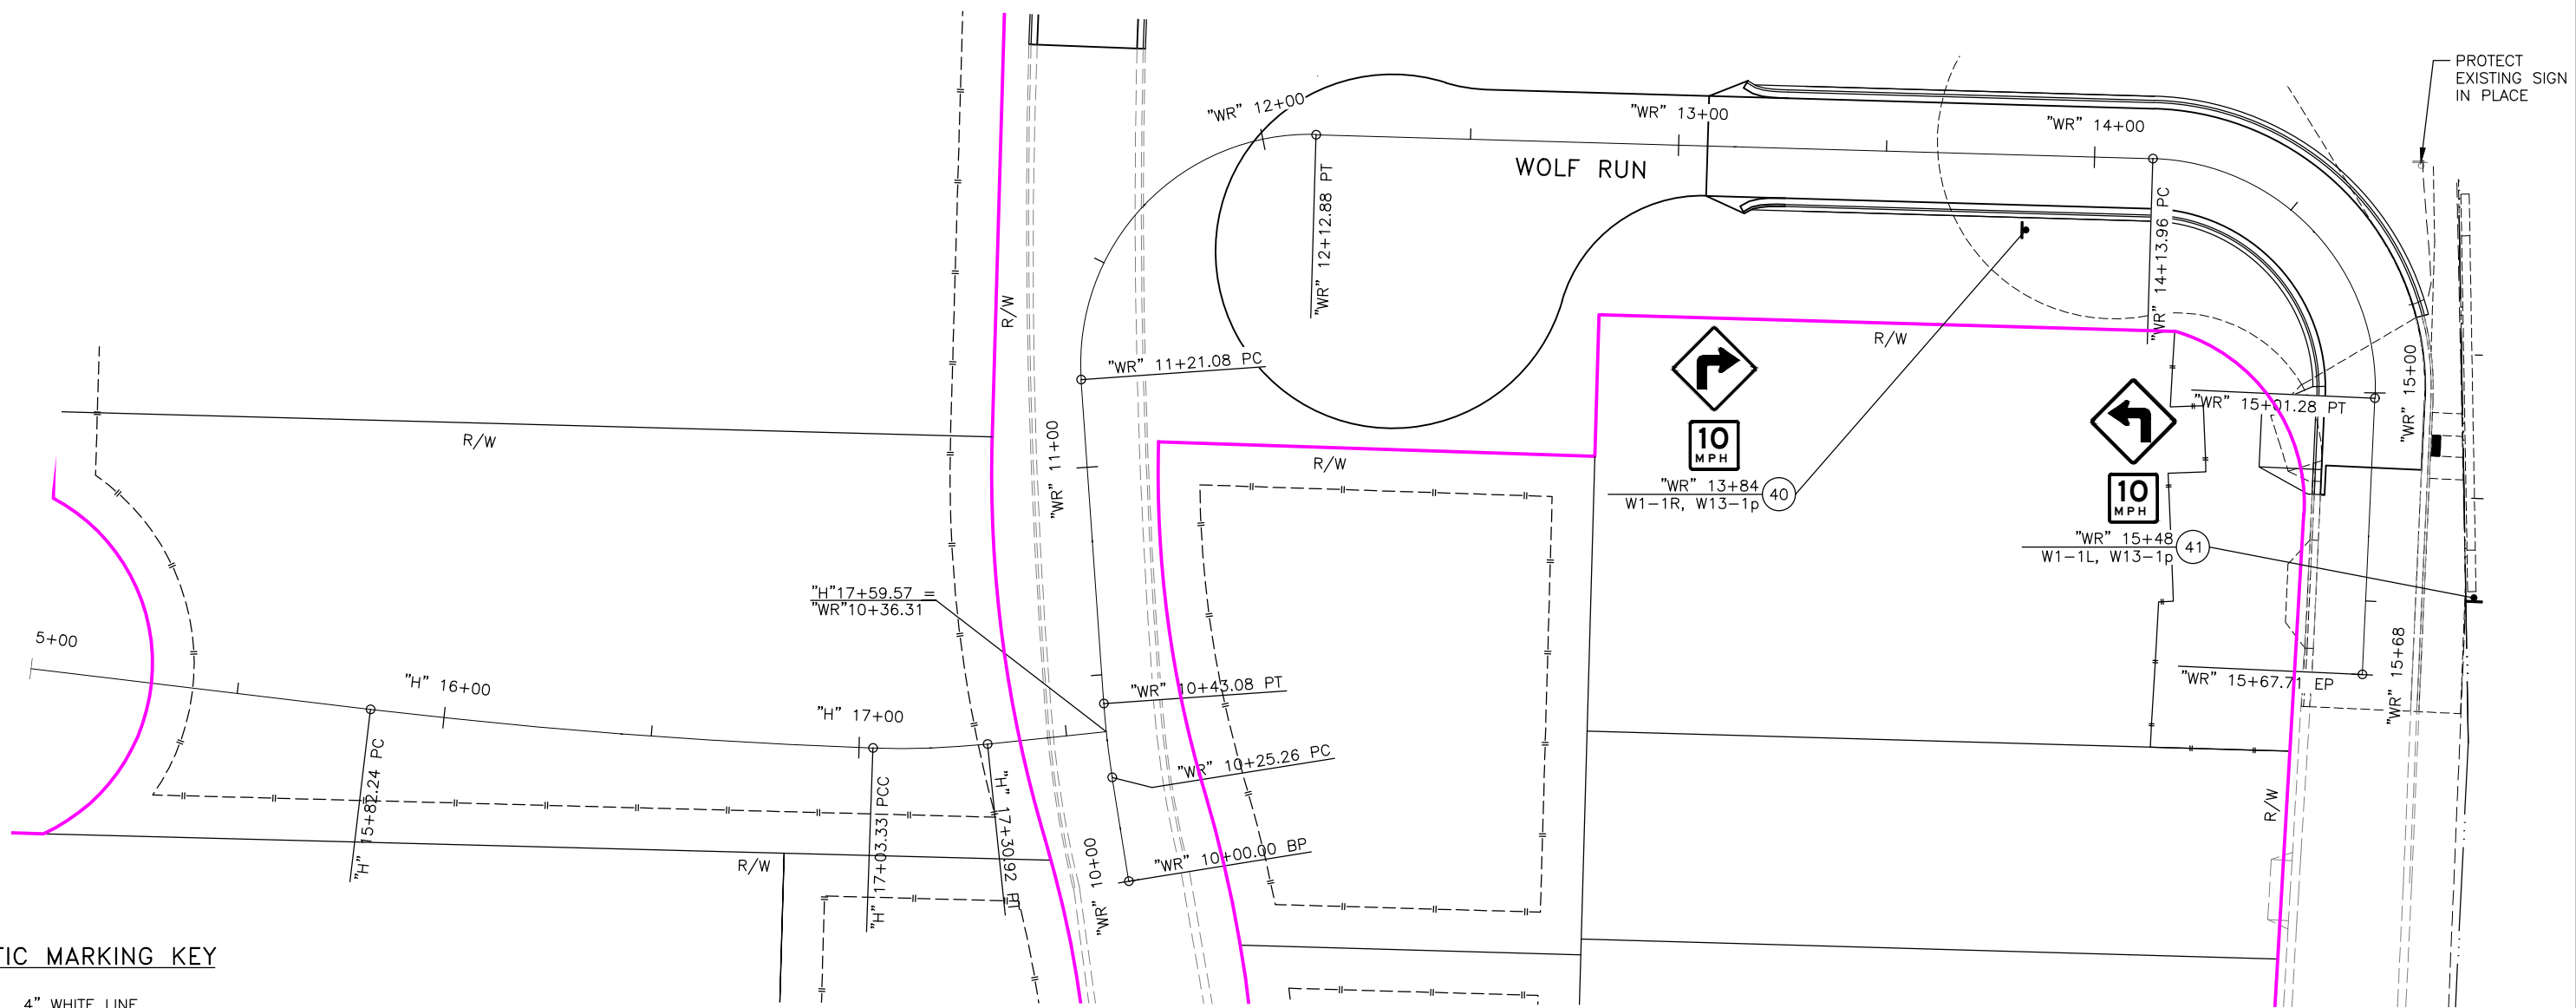 PROTECT
EXISTING SIGN
IN PLACE
"WR" 12+00
"WR" 13+00
"WR" 14+00
WOLF RUN
"WR" 12+12.88 PT
"WR" 14+13.96 PC
R/W
R/W
"WR" 11+21.08 PC
"WR" 15+00
"WR" 15+01.28 PT
R/W
"WR" 11+00
R/W
10
MPH
"WR" 13+84
W1-1R, W13-1p
40
10
MPH
"WR" 15+48
W1-1L, W13-1p
41
"H"17+59.57 =
"WR"10+36.31
5+00
"H" 16+00
"H" 17+00
"WR" 10+43.08 PT
"WR" 15+67.71 EP
"WR" 15+68
"WR" 10+25.26 PC
"H" 15+82.24 PC
"H" 17+03.33 PCC
"H" 17+30.92 PT
R/W
"WR" 10+00
"WR" 10+00.00 BP
R/W
TIC MARKING KEY
4" WHITE LINE